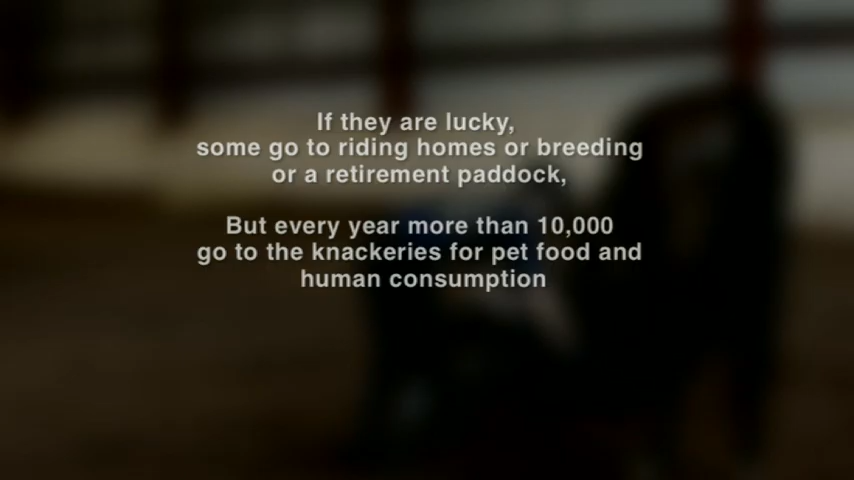 If they are lucky,
some go to riding homes or breeding
or a retirement paddock,
But every year more than 10,000
go to the knackeries for pet food and
human consumption